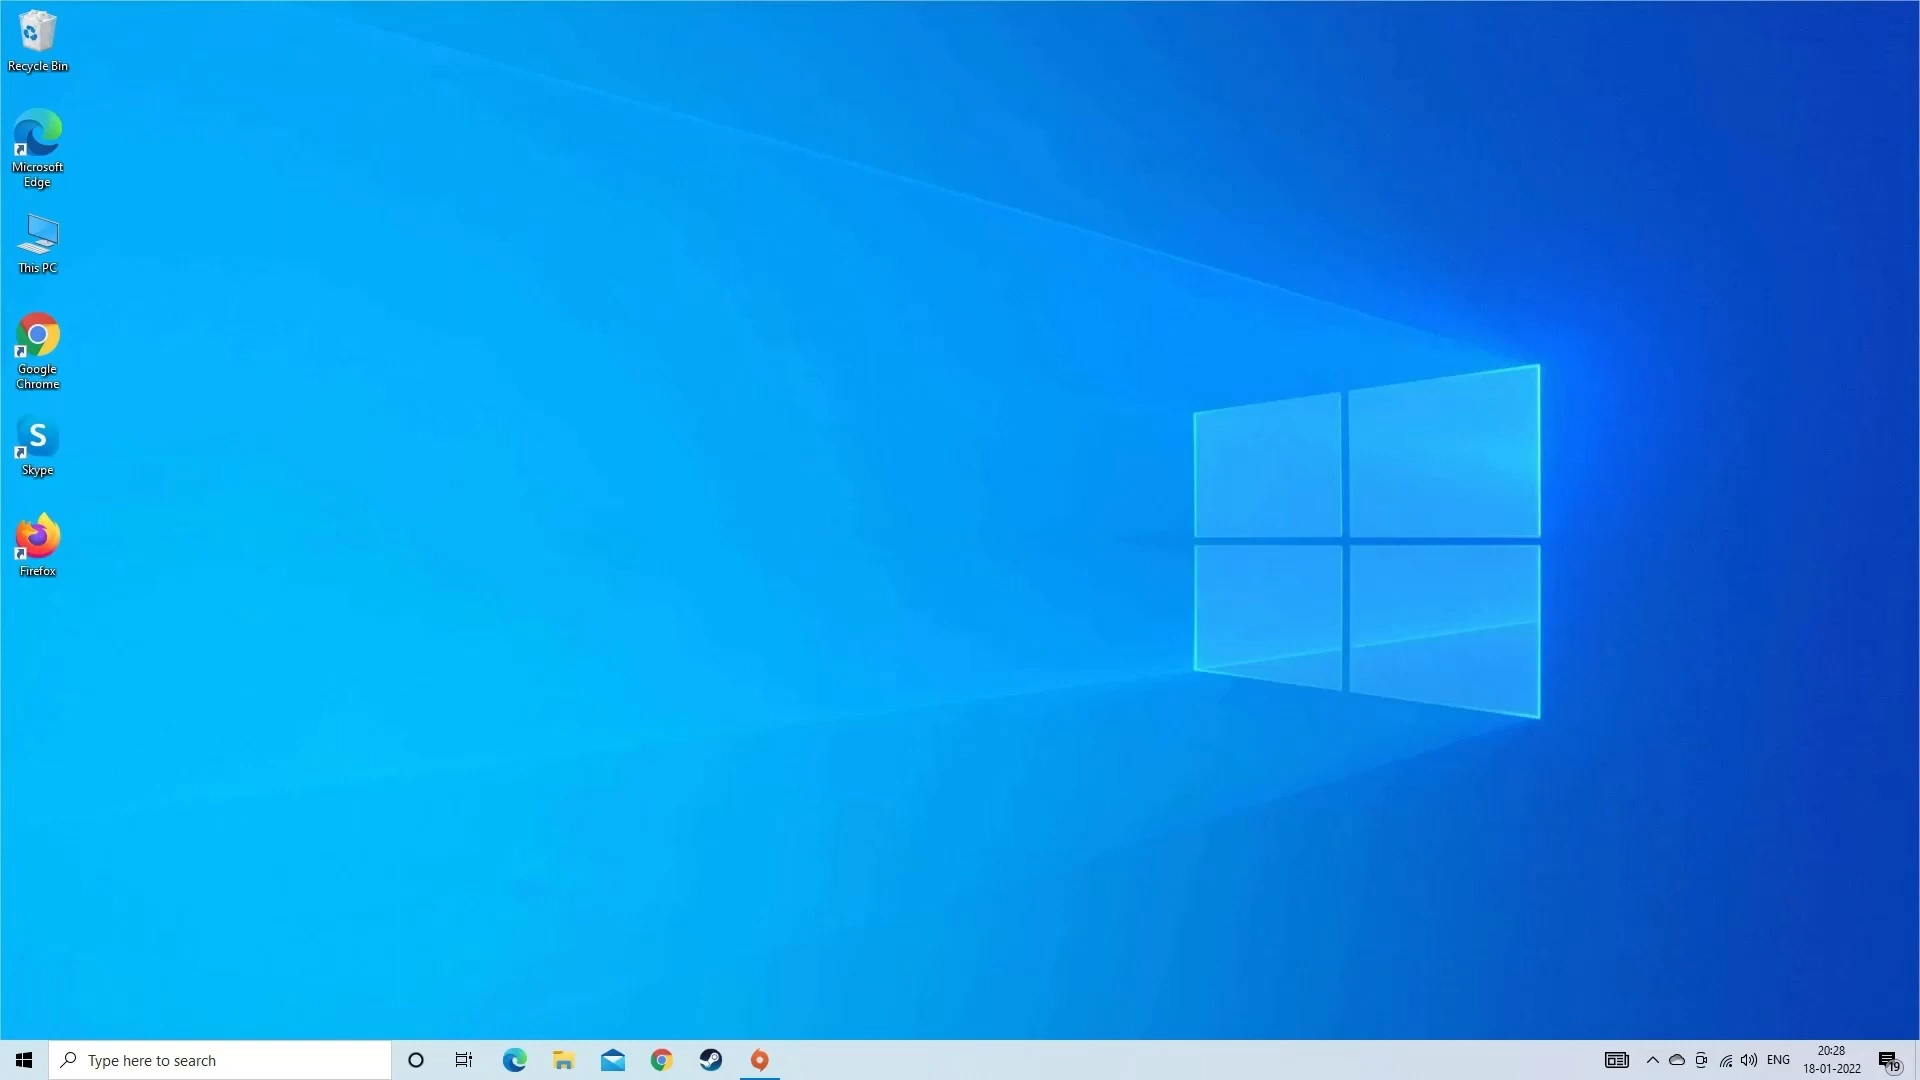 Recycle Bin
Microsoft
Edge
This PC
Google
Chrome
S
Skype
Firefox
Type here to search
ENG
20:28
18-01-2022
19